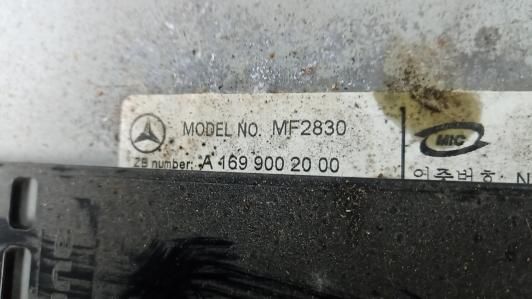 MODEL NO. MF2830
MIC
ZB number: A 169 900 20 00